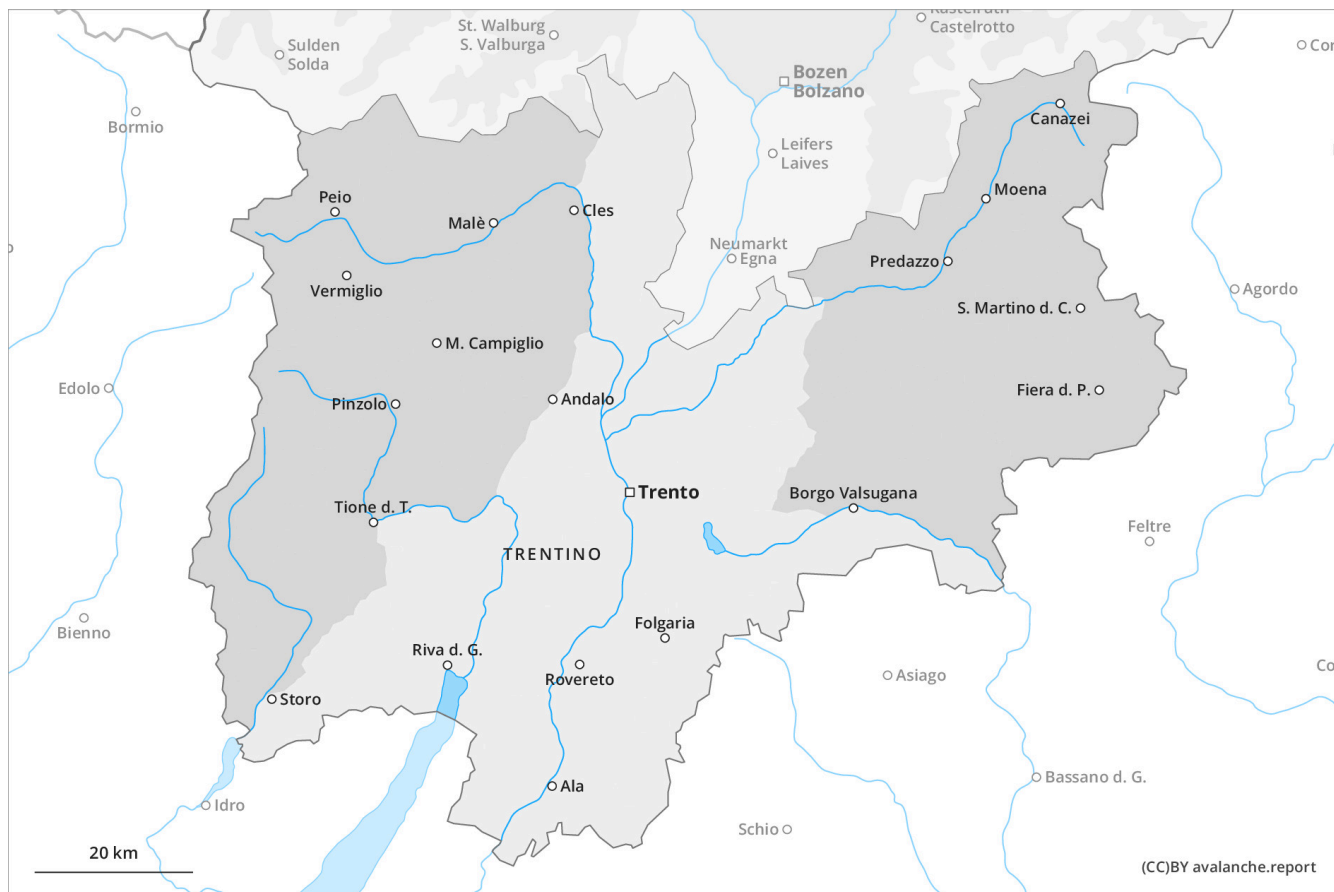 Kastelruth
Castelrotto
St. Walburg
S. Valburga
Sulden
Solda
Bozen
Bolzano
Bormio
Canazei
Leifers
Laives
Peio
Moena
Malè
Cles
Neumarkt
Egna
Predazzo
Vermiglio
Agordo
S. Martino d. C.
M. Campiglio
Edolo
Fiera d. P.
Andalo
Pinzolo
Trento
Borgo Valsugana
Tione d. T.
Feltre
TRENTINO
Bienno
Folgaria
Riva d. G.
Asiago
Rovereto
Storo
Bassano d. G.
Ala
Idro
Schio
20 km
(CC)BY avalanche.report